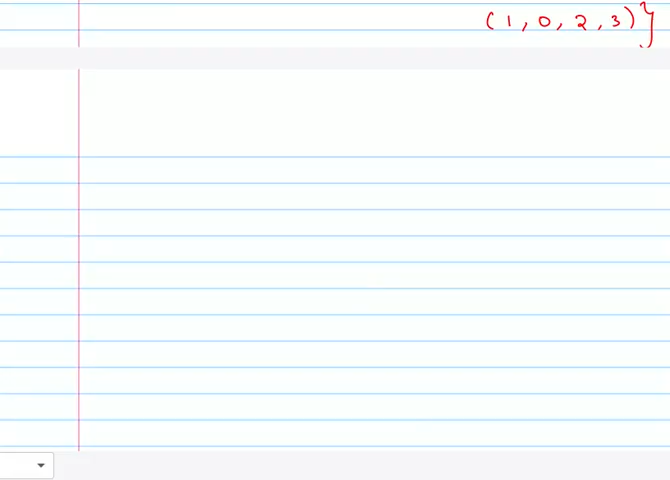 (1, 0, 2, 3)}